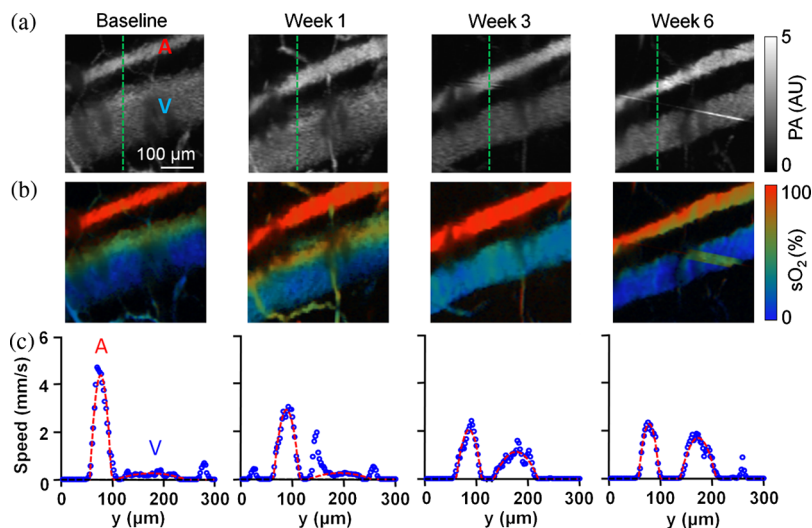 (a) Baseline Week 1 Week 3 Week 6
A
V
100 µm
5
PA (AU)
0
(b)
100
sO₂ (%)
0
(c)
6
4
2
0
Speed (mm/s)
A
V
0 100 200 300 0 100 200 300 0 100 200 300 0 100 200 300
y (µm) y (µm) y (µm) y (µm)